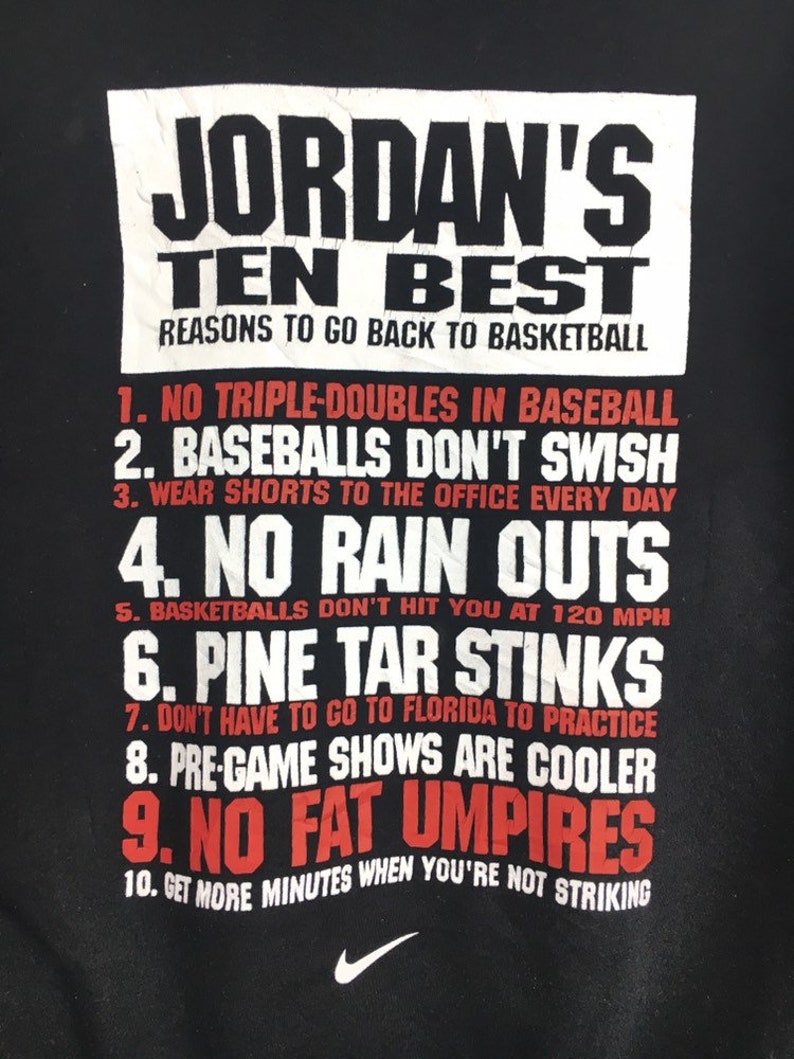 JORDAN'S
TEN BEST
REASONS TO GO BACK TO BASKETBALL
1. NO TRIPLE-DOUBLES IN BASEBALL
2. BASEBALLS DON'T SWISH
3. WEAR SHORTS TO THE OFFICE EVERY DAY
4. NO RAIN OUTS
5. BASKETBALLS DON'T HIT YOU AT 120 MPH
6. PINE TAR STINKS
7. DON'T HAVE TO GO TO FLORIDA TO PRACTICE
8. PRE-GAME SHOWS ARE COOLER
9. NO FAT UMPIRES
10. GET MORE MINUTES WHEN YOU'RE NOT STRIKING